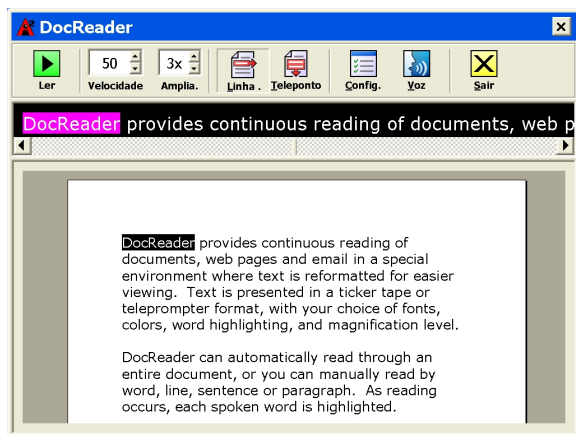 DocReader
50
3x
Ler
Velocidade
Amplia.
Linha .
Teleponto
Config.
Voz
Sair
DocReader provides continuous reading of documents, web p
DocReader provides continuous reading of
documents, web pages and email in a special
environment where text is reformatted for easier
viewing.  Text is presented in a ticker tape or
teleprompter format, with your choice of fonts,
colors, word highlighting, and magnification level.
DocReader can automatically read through an
entire document, or you can manually read by
word, line, sentence or paragraph.  As reading
occurs, each spoken word is highlighted.